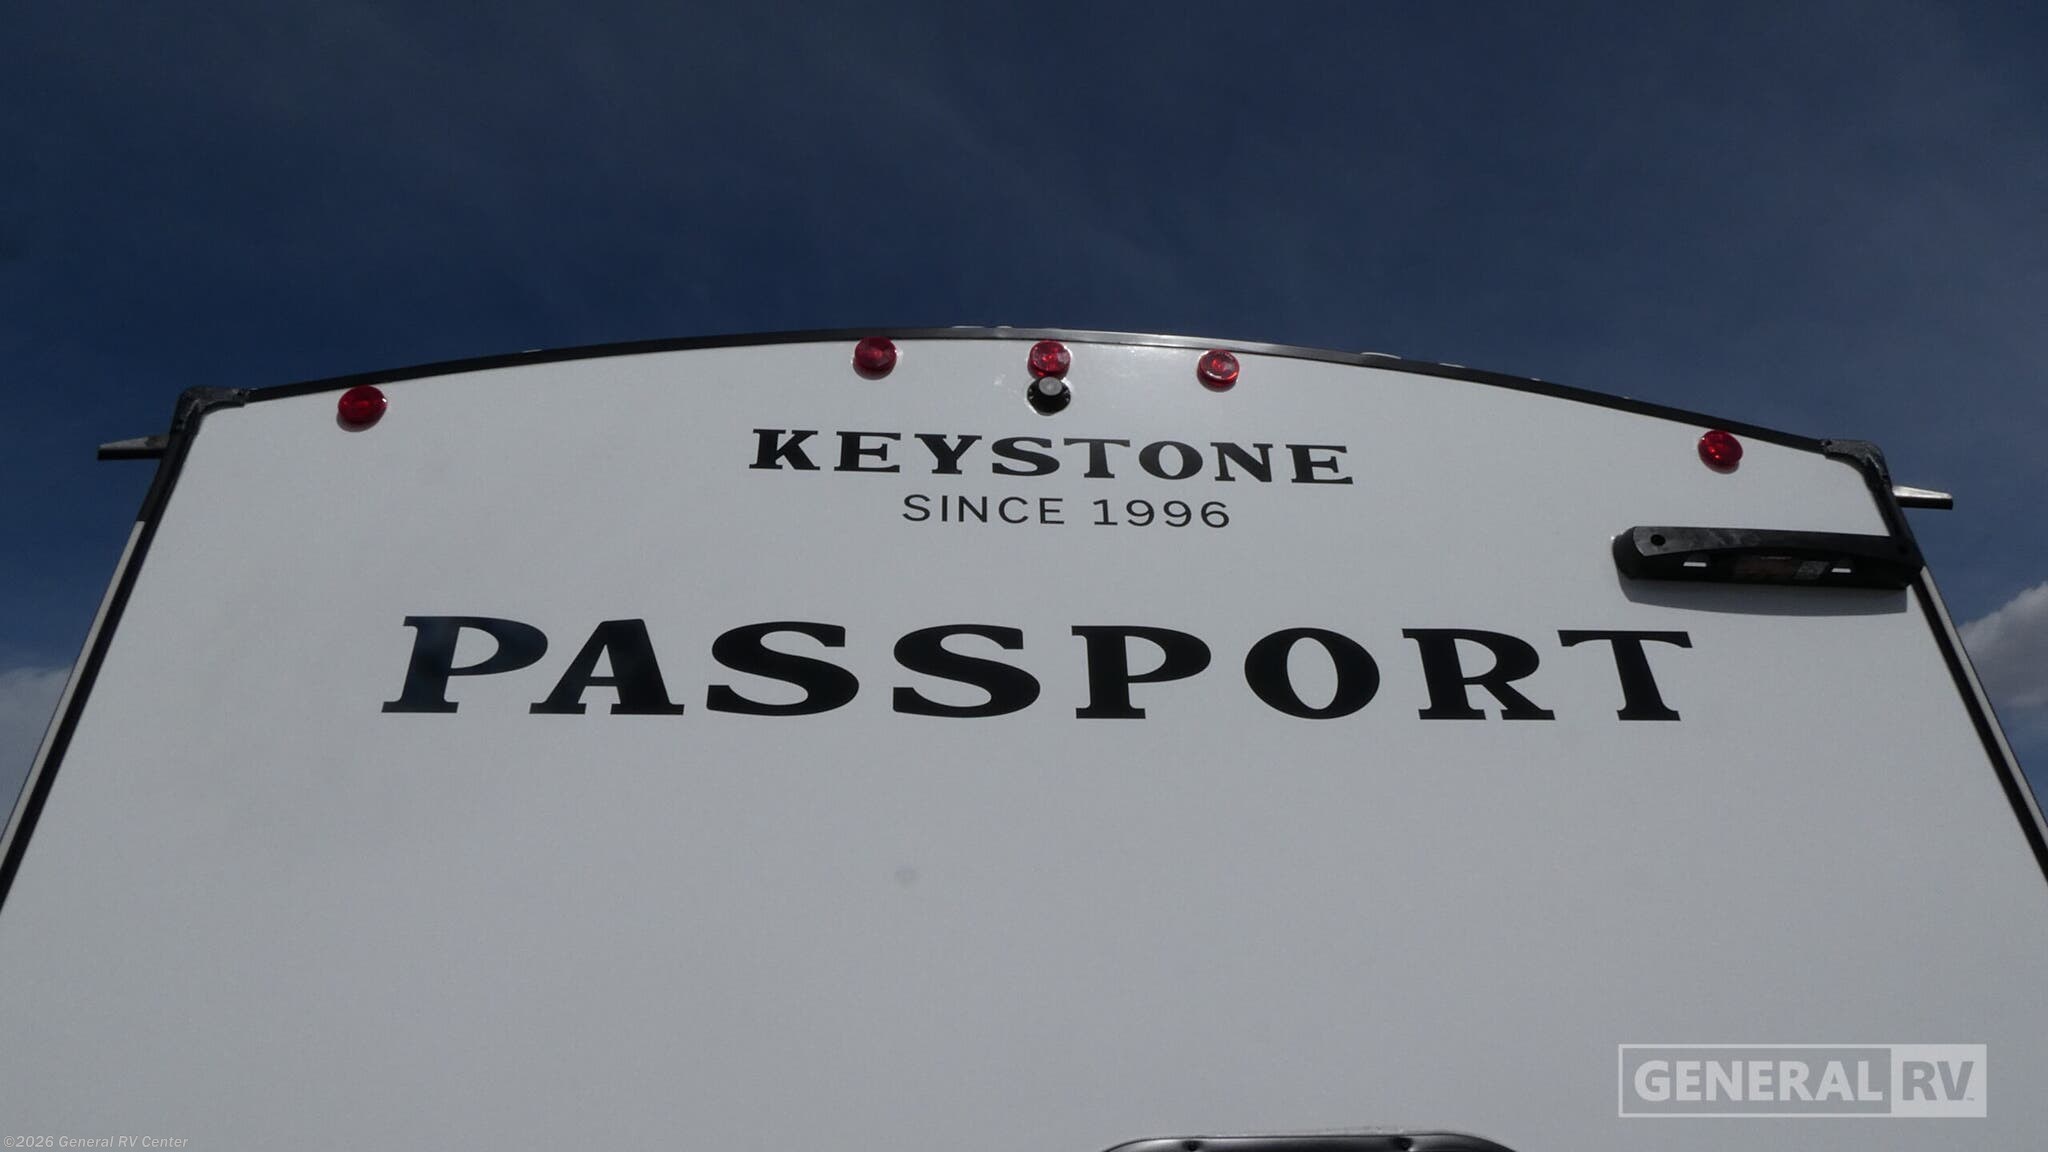 KEYSTONE
SINCE 1996
PASSPORT
GENERAL RV
©2026 General RV Center